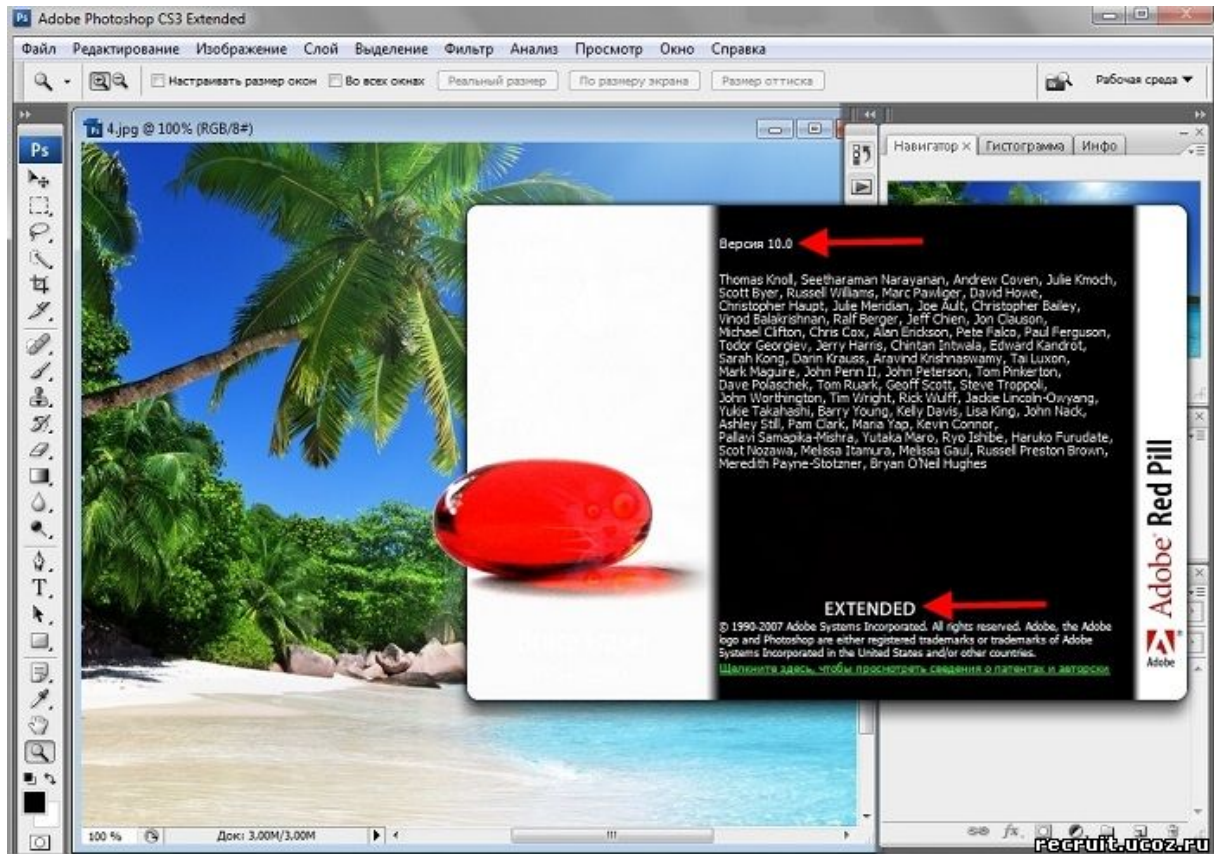 Adobe Photoshop CS3 Extended
Файл Редактирование Изображение Слой Выделение Фильтр Анализ Просмотр Окно Справка
Настраивать размер окон Во всех окнах Реальный размер По размеру экрана Размер оттиска Рабочая среда
4.jpg @ 100% (RGB/8#)
Навигатор Гистограмма Инфо
Ps
Версия 10.0
Thomas Knoll, Seetharaman Narayanan, Andrew Coven, Julie Kmoch,
Scott Byer, Russell Williams, Marc Pawliger, David Howe,
Christopher Haupt, Julie Meridian, Joe Ault, Christopher Bailey,
Vinod Balakrishnan, Ralf Berger, Jeff Chien, Jon Clauson,
Michael Clifton, Chris Cox, Alan Erickson, Pete Falco, Paul Ferguson,
Todor Georgiev, Jerry Harris, Chintan Intwala, Edward Kandrot,
Sarah Kong, Darin Krauss, Aravind Krishnaswamy, Tai Luxon,
Mark Maguire, John Penn II, John Peterson, Tom Pinkerton,
Dave Polaschek, Tom Ruark, Geoff Scott, Steve Troppoli,
John Worthington, Tim Wright, Rick Wulff, Jackie Lincoln-Owyang,
Yukie Takahashi, Barry Young, Kelly Davis, Lisa King, John Nack,
Ashley Still, Pam Clark, Maria Yap, Kevin Connor,
Pallavi Samapika-Mishra, Yutaka Maro, Ryo Ishibe, Haruko Furudate,
Scot Nozawa, Melissa Itamura, Melissa Gaul, Russell Preston Brown,
Meredith Payne-Stotzner, Bryan O'Neil Hughes
Adobe Red Pill
EXTENDED
© 1990-2007 Adobe Systems Incorporated. All rights reserved. Adobe, the Adobe
logo and Photoshop are either registered trademarks or trademarks of Adobe
Systems Incorporated in the United States and/or other countries.
Щелкните здесь, чтобы просмотреть сведения о патентах и авторски
Adobe
100 % Док: 3,00M/3,00M
recruit.ucoz.ru